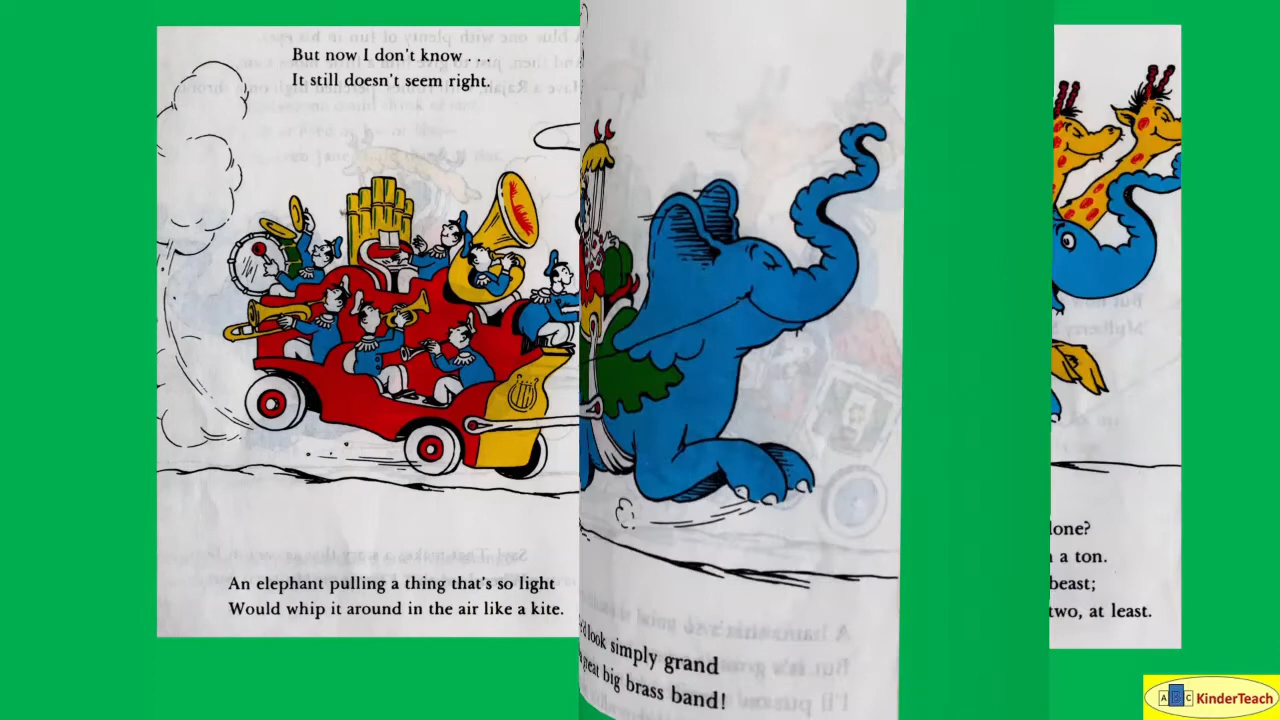 But now I don't know . . .
It still doesn't seem right.
An elephant pulling a thing that's so light
Would whip it around in the air like a kite.
look simply grand
great big brass band!
lone?
a ton.
beast;
two, at least.
ABC KinderTeach